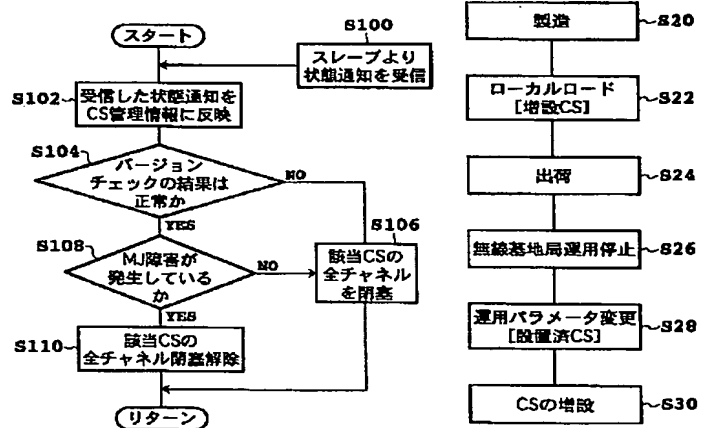 スタート
S100
スレーブより
状態通知を受信
S102
受信した状態通知を
CS管理情報に反映
S104
バージョン
チェックの結果は
正常か
NO
YES
S106
該当CSの
全チャネル
を閉塞
S108
MJ障害が
発生している
か
NO
YES
S110
該当CSの
全チャネル閉塞解除
リターン
製造
S20
ローカルロード
[増設CS]
S22
出荷
S24
無線基地局運用停止
S26
運用パラメータ変更
[設置済CS]
S28
CSの増設
S30